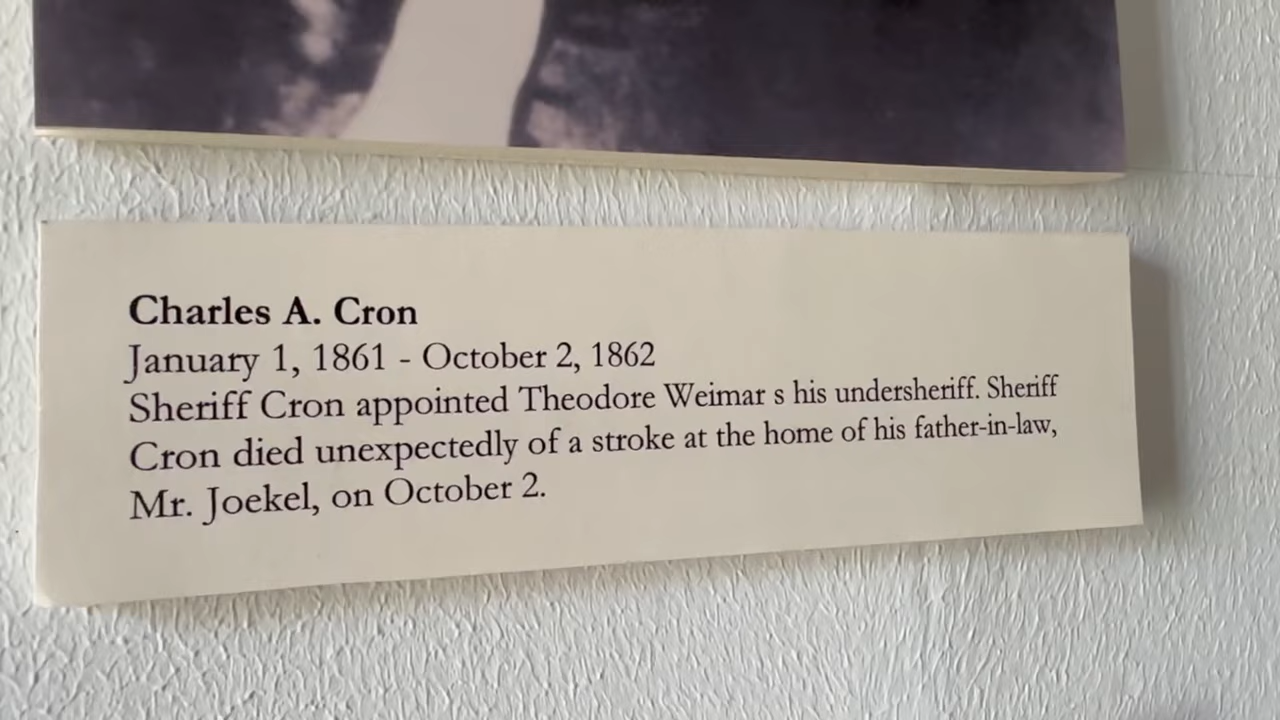 Charles A. Cron
January 1, 1861 - October 2, 1862
Sheriff Cron appointed Theodore Weimar s his undersheriff. Sheriff
Cron died unexpectedly of a stroke at the home of his father-in-law,
Mr. Joekel, on October 2.